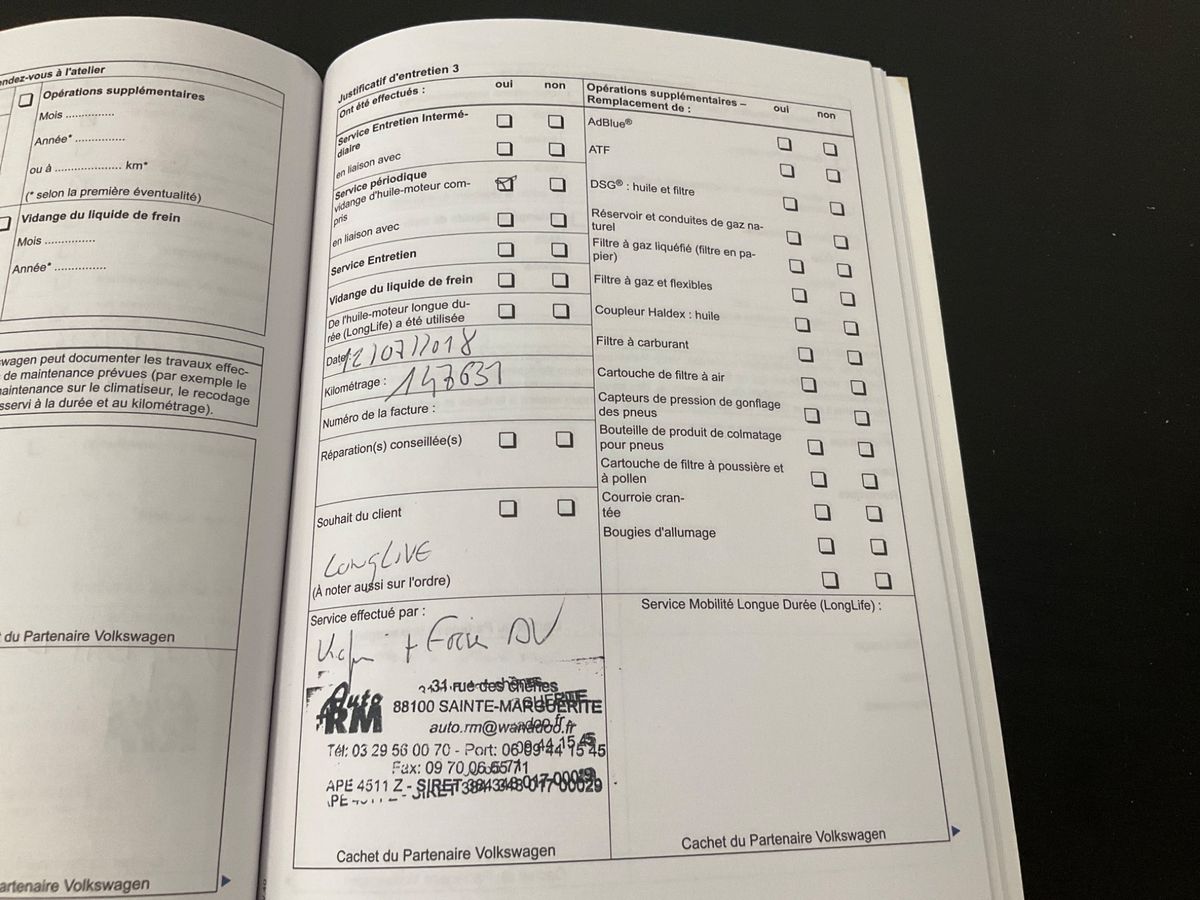 ndez-vous à l'atelier
Opérations supplémentaires
Mois ..............
Année* ..............
ou à .................... km*
(* selon la première éventualité)
Vidange du liquide de frein
Mois ..............
Année* ..............
swagen peut documenter les travaux effec-
de maintenance prévues (par exemple le
aintenance sur le climatiseur, le recodage
sservi à la durée et au kilométrage).
t du Partenaire Volkswagen
artenaire Volkswagen
Justificatif d'entretien 3
Ont été effectués : oui non
Service Entretien Intermé-
diaire
en liaison avec
Service périodique
vidange d'huile-moteur com-
pris
en liaison avec
Service Entretien
Vidange du liquide de frein
De l'huile-moteur longue du-
rée (LongLife) a été utilisée
Date: 12/07/2018
Kilométrage : 147631
Numéro de la facture :
Réparation(s) conseillée(s)
Souhait du client
LONGLIVE
(À noter aussi sur l'ordre)
Service effectué par :
+ Frein AV
Auto RM
31 rue des chênes
88100 SAINTE-MARGUERITE
auto.rm@wanadoo.fr
Tél: 03 29 56 00 70 - Port: 06 09 44 15 45
Fax: 09 70 06 55 71
APE 4511 Z - SIRET 017 00029
Cachet du Partenaire Volkswagen
Opérations supplémentaires –
Remplacement de : oui non
AdBlue®
ATF
DSG® : huile et filtre
Réservoir et conduites de gaz na-
turel
Filtre à gaz liquéfié (filtre en pa-
pier)
Filtre à gaz et flexibles
Coupleur Haldex : huile
Filtre à carburant
Cartouche de filtre à air
Capteurs de pression de gonflage
des pneus
Bouteille de produit de colmatage
pour pneus
Cartouche de filtre à poussière et
à pollen
Courroie cran-
tée
Bougies d'allumage
Service Mobilité Longue Durée (LongLife) :
Cachet du Partenaire Volkswagen